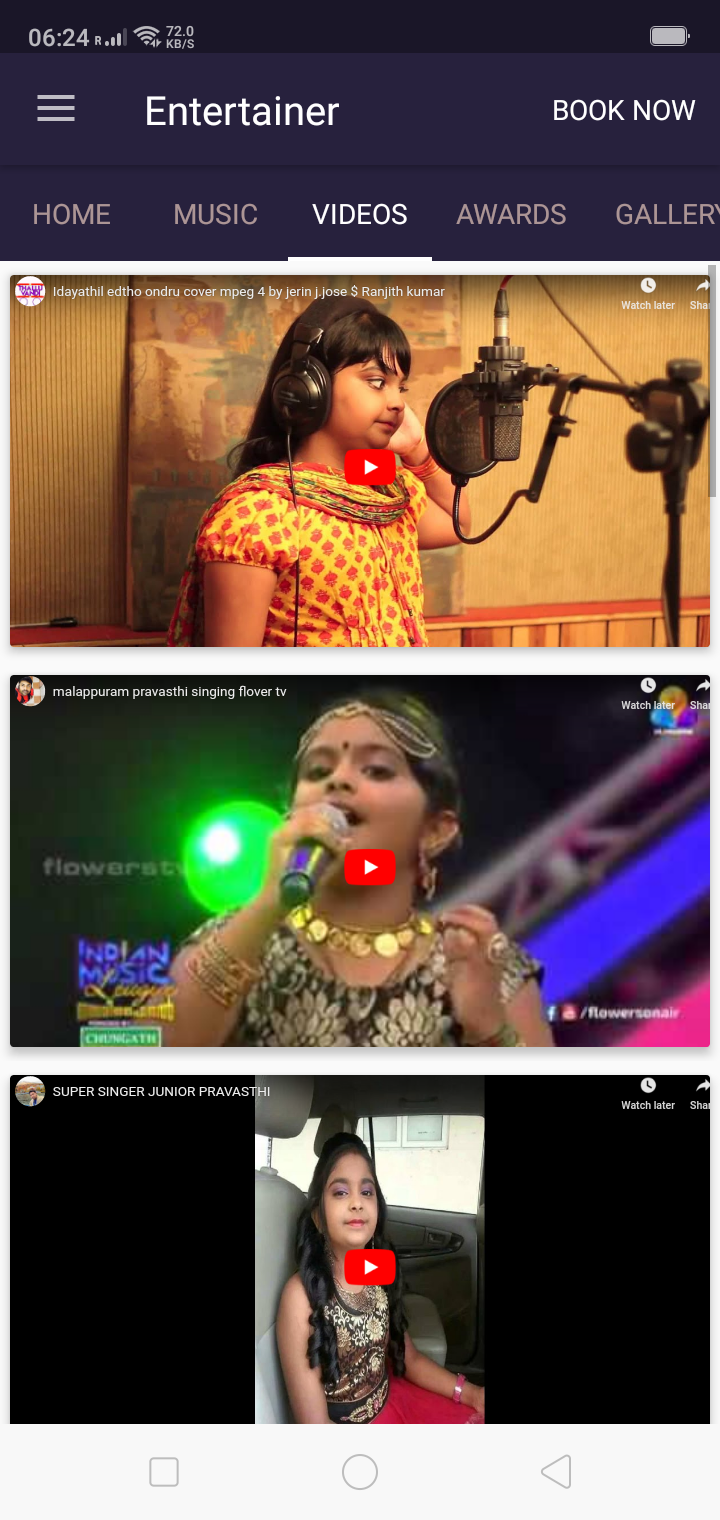 06:24 R 72.0 KB/S
Entertainer BOOK NOW
HOME MUSIC VIDEOS AWARDS GALLERY
THALLU VANDI
Idayathil edtho ondru cover mpeg 4 by jerin j.jose $ Ranjith kumar
Watch later Shar
malappuram pravasthi singing flover tv
Watch later Shar
flowerstv
INDIAN
MUSIC
League
CHUNGATH
f /flowersonair
SUPER SINGER JUNIOR PRAVASTHI
Watch later Shar